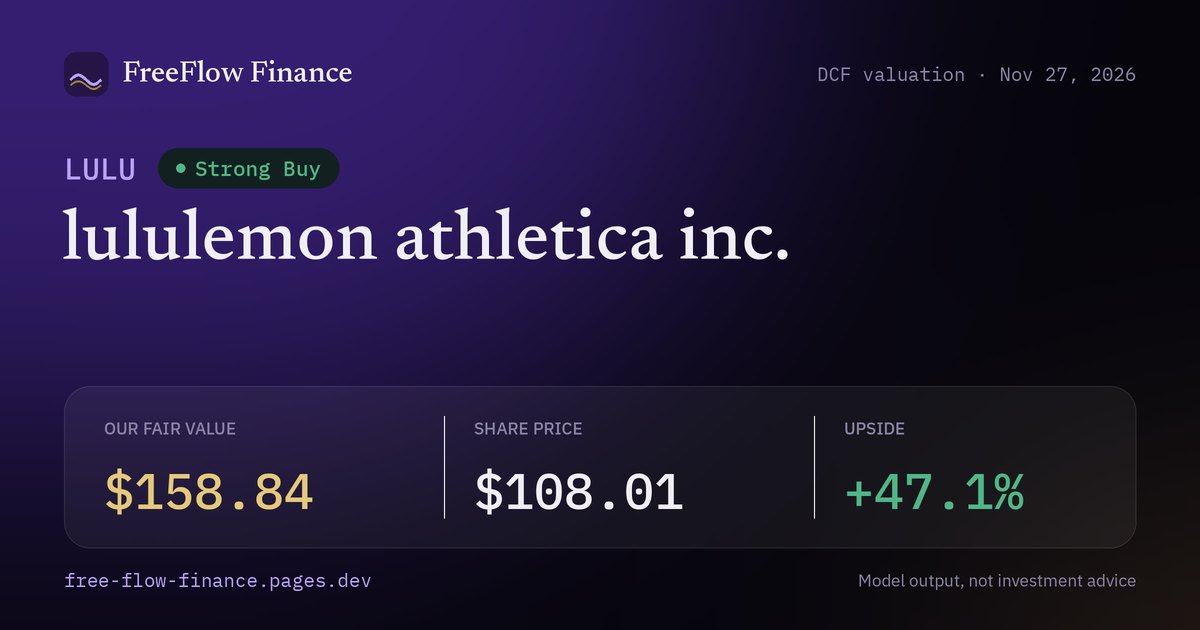 FreeFlow Finance
DCF valuation · Nov 27, 2026
LULU
Strong Buy
lululemon athletica inc.
OUR FAIR VALUE
$158.84
SHARE PRICE
$108.01
UPSIDE
+47.1%
free-flow-finance.pages.dev
Model output, not investment advice